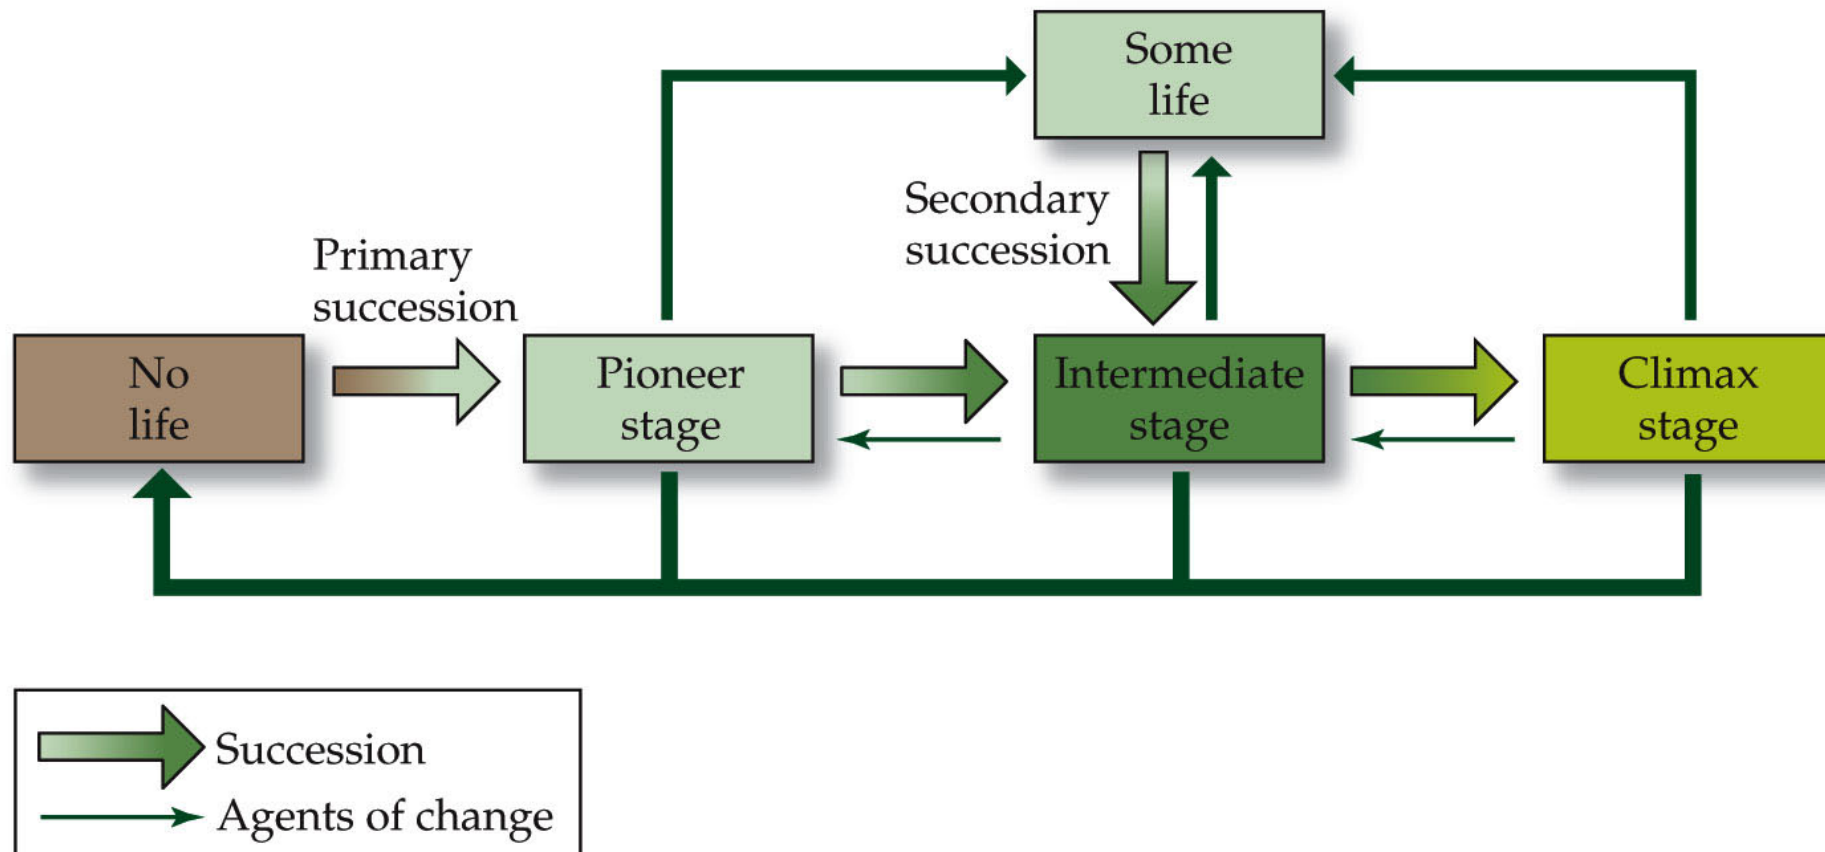 Some
life
Secondary
succession
Primary
succession
No
life
Pioneer
stage
Intermediate
stage
Climax
stage
Succession
Agents of change